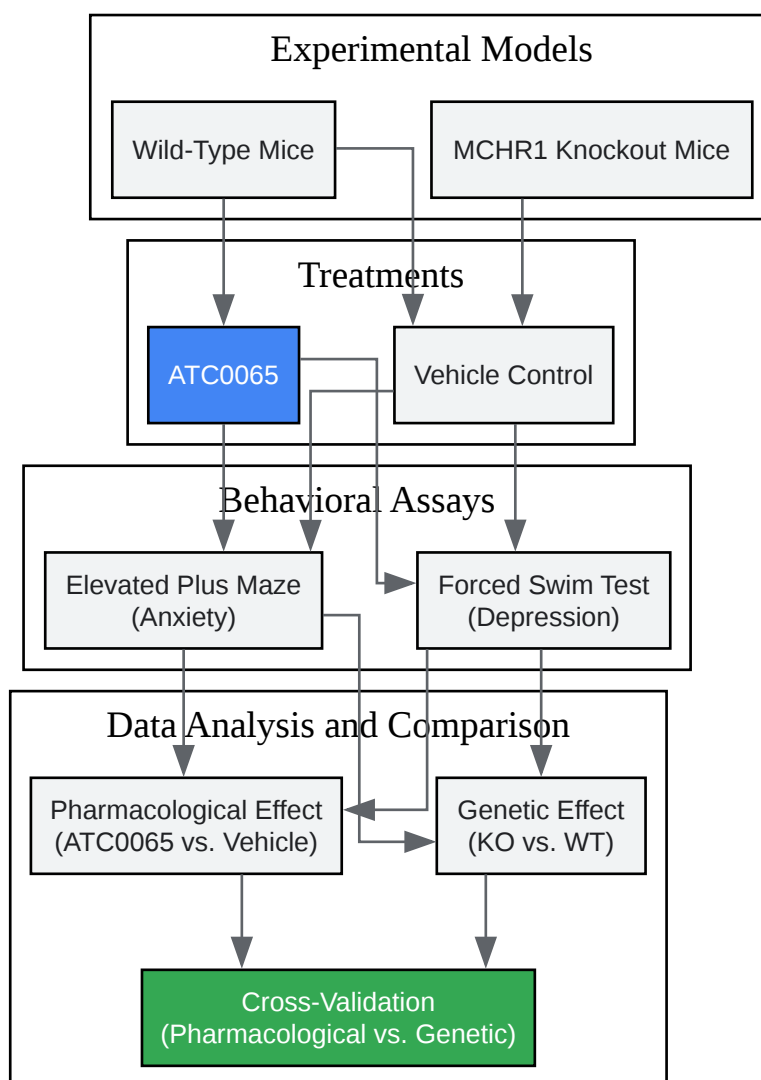 Experimental Models
Wild-Type Mice
MCHR1 Knockout Mice
Treatments
ATC0065
Vehicle Control
Behavioral Assays
Elevated Plus Maze
(Anxiety)
Forced Swim Test
(Depression)
Data Analysis and Comparison
Pharmacological Effect
(ATC0065 vs. Vehicle)
Genetic Effect
(KO vs. WT)
Cross-Validation
(Pharmacological vs. Genetic)